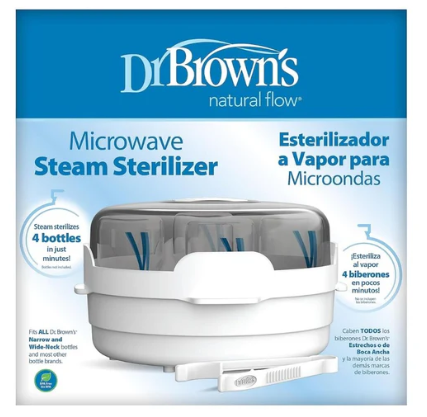 Dr Brown's
natural flow®
Microwave
Steam Sterilizer
Esterilizador
a Vapor para
Microondas
Steam sterilizes
4 bottles
in just
minutes!
¡Esteriliza
al vapor
4 biberones
en pocos
minutos!
Fits ALL Dr. Brown's
Narrow and
Wide-Neck bottles
and most other
bottle brands.
Caben TODOS los
biberones Dr. Brown's
Estrechos o de
Boca Ancha
y la mayoría de las
demás marcas
de biberones.